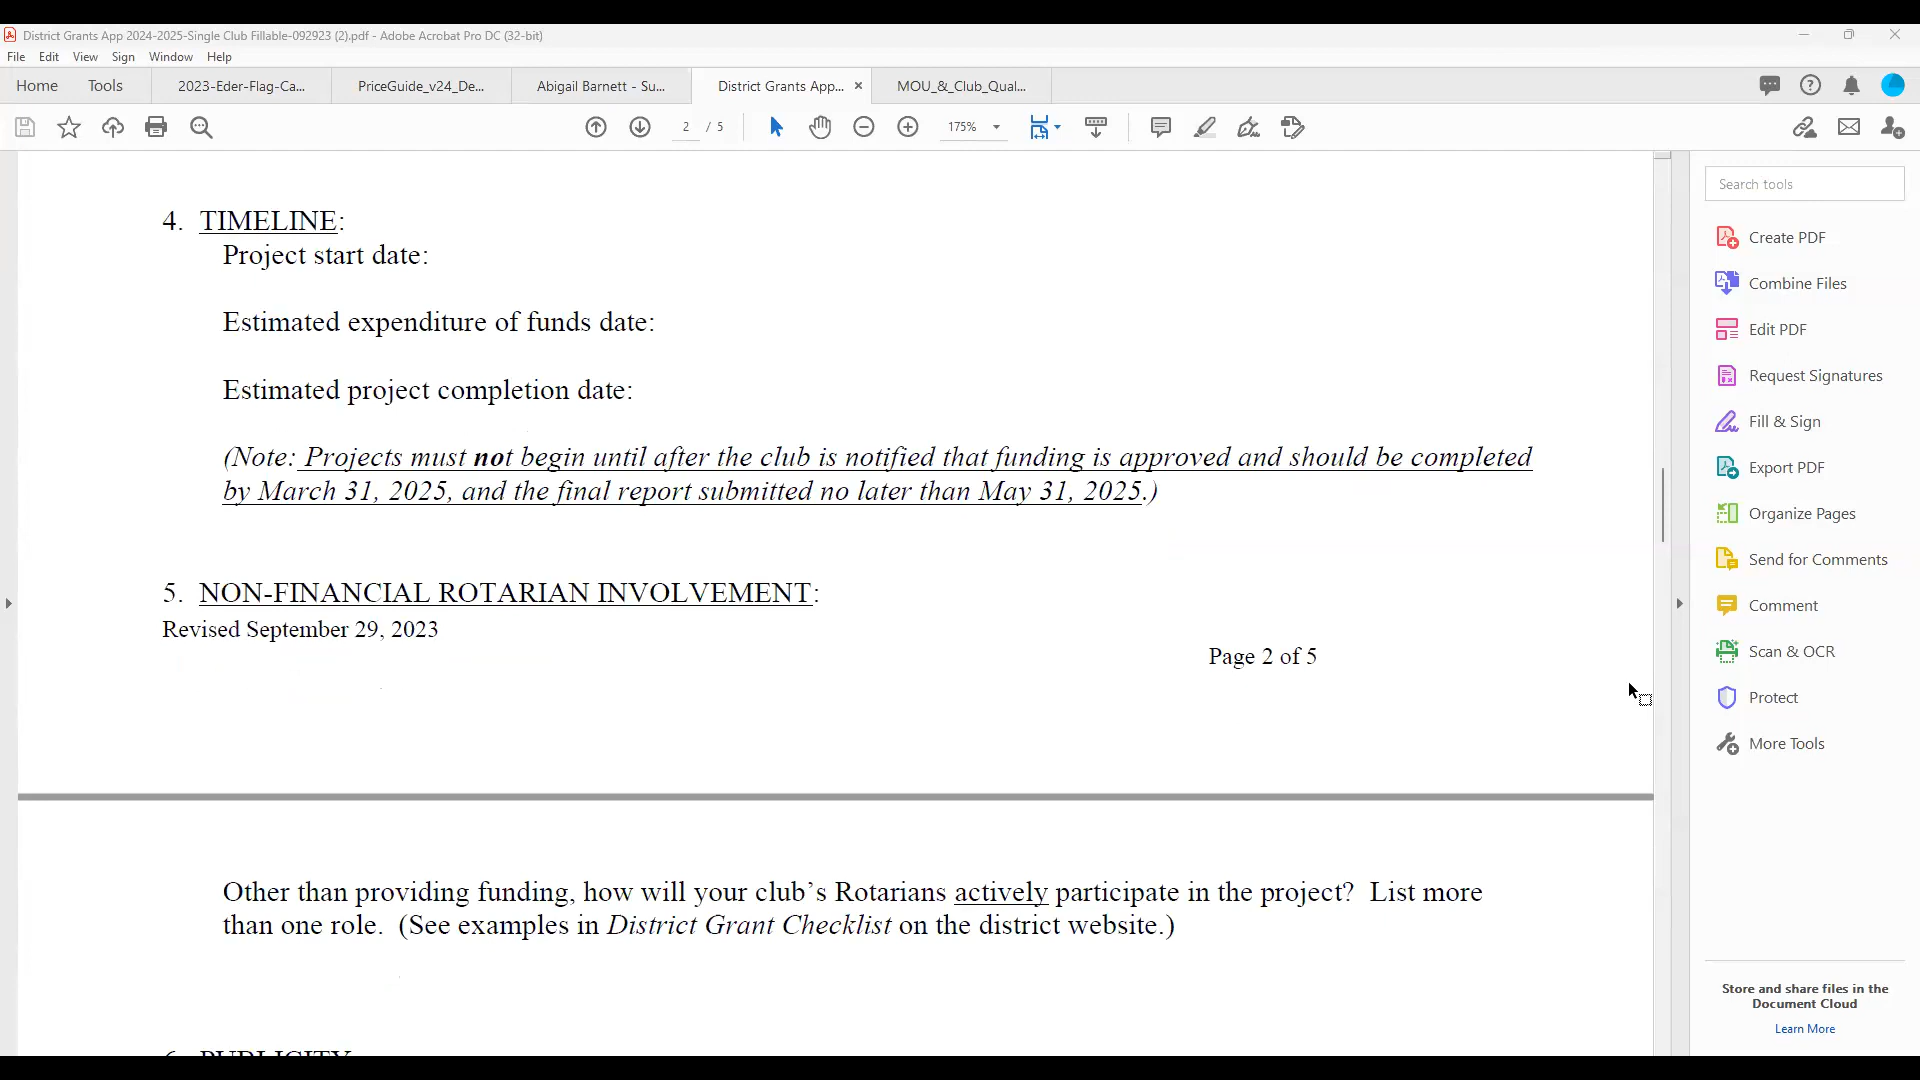 District Grants App 2024-2025-Single Club Fillable-092923 (2).pdf - Adobe Acrobat Pro DC (32-bit)
File Edit View Sign Window Help
Home Tools 2023-Eder-Flag-Ca... PriceGuide_v24_De... Abigail Barnett - Su... District Grants App... × MOU_&_Club_Qual...
2 / 5 175%
Search tools
Create PDF
Combine Files
Edit PDF
Request Signatures
Fill & Sign
Export PDF
Organize Pages
Send for Comments
Comment
Scan & OCR
Protect
More Tools
Store and share files in the
Document Cloud
Learn More
4. TIMELINE:
Project start date:
Estimated expenditure of funds date:
Estimated project completion date:
(Note: Projects must not begin until after the club is notified that funding is approved and should be completed
by March 31, 2025, and the final report submitted no later than May 31, 2025.)
5. NON-FINANCIAL ROTARIAN INVOLVEMENT:
Revised September 29, 2023
Page 2 of 5
Other than providing funding, how will your club’s Rotarians actively participate in the project? List more
than one role. (See examples in District Grant Checklist on the district website.)
6. PUBLICITY